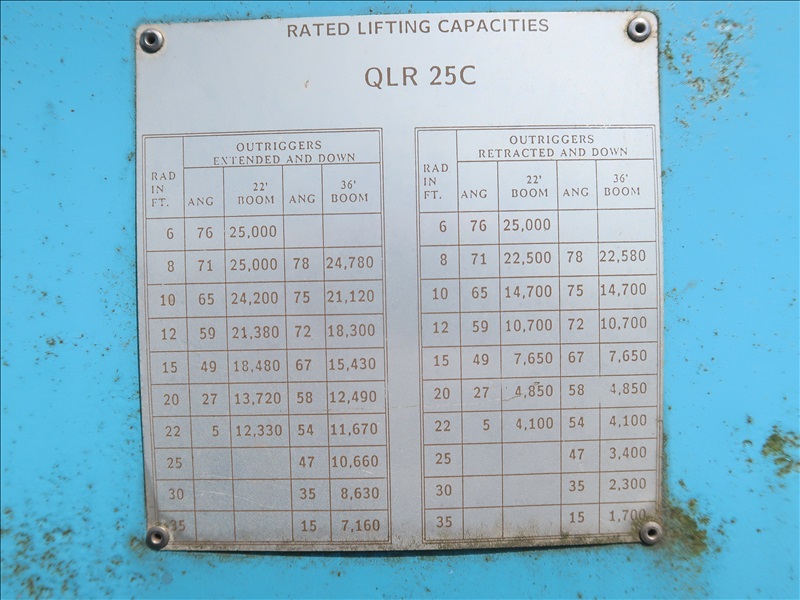 RATED LIFTING CAPACITIES
QLR 25C
OUTRIGGERS
EXTENDED AND DOWN
RAD IN FT. ANG 22' BOOM ANG 36' BOOM
6 76 25,000
8 71 25,000 78 24,780
10 65 24,200 75 21,120
12 59 21,380 72 18,300
15 49 18,480 67 15,430
20 27 13,720 58 12,490
22 5 12,330 54 11,670
25 47 10,660
30 35 8,630
35 15 7,160
OUTRIGGERS
RETRACTED AND DOWN
RAD IN FT. ANG 22' BOOM ANG 36' BOOM
6 76 25,000
8 71 22,500 78 22,580
10 65 14,700 75 14,700
12 59 10,700 72 10,700
15 49 7,650 67 7,650
20 27 4,850 58 4,850
22 5 4,100 54 4,100
25 47 3,400
30 35 2,300
35 15 1,700